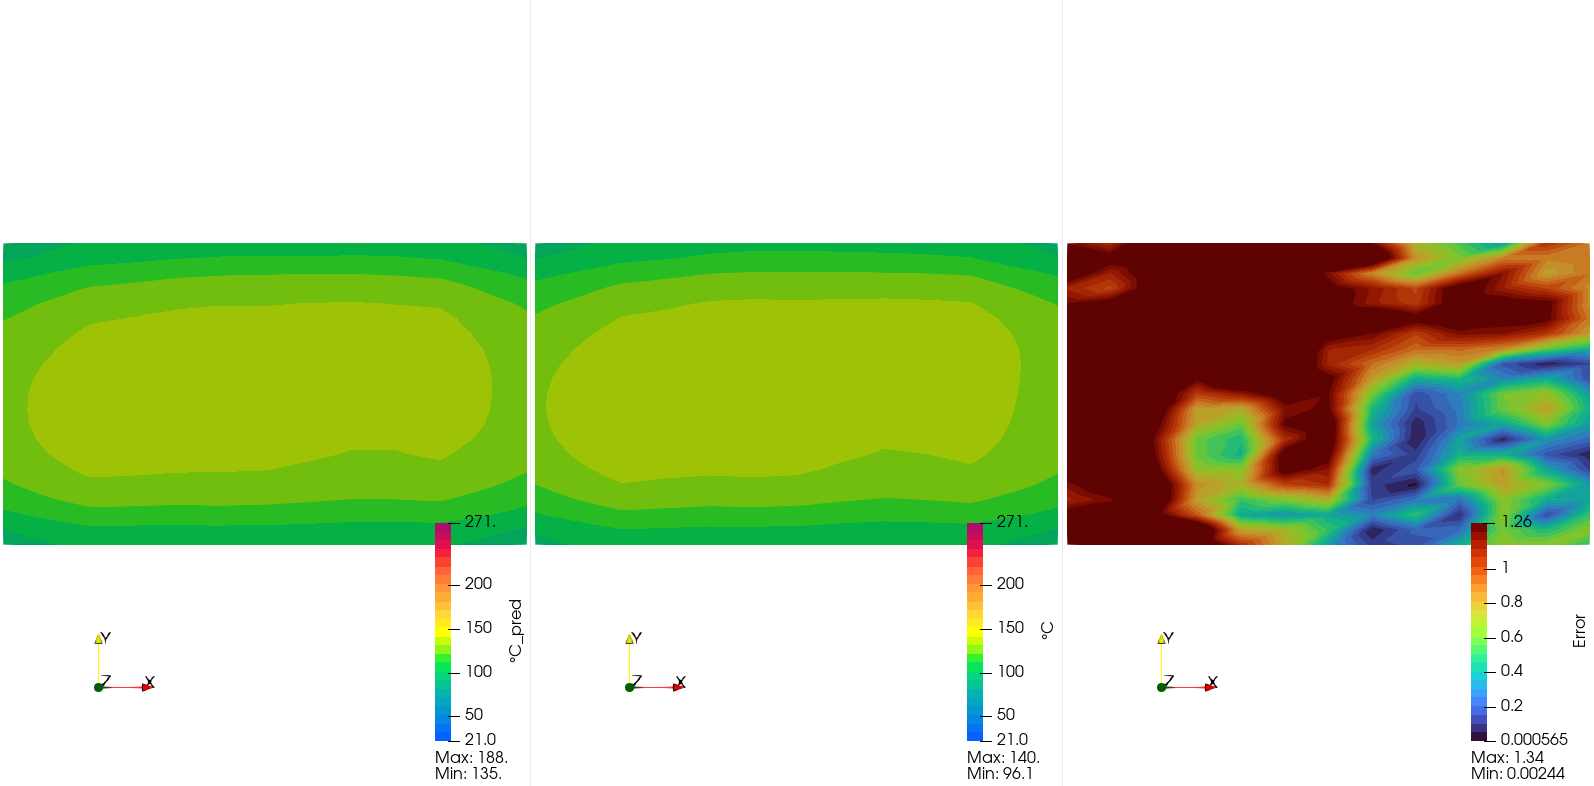 271.
200
150
100
50
21.0
°C_pred
Max: 188.
Min: 135.
Y
Z
X
271.
200
150
100
50
21.0
°C
Max: 140.
Min: 96.1
Y
Z
X
1.26
1
0.8
0.6
0.4
0.2
0.000565
Error
Max: 1.34
Min: 0.00244
Y
Z
X